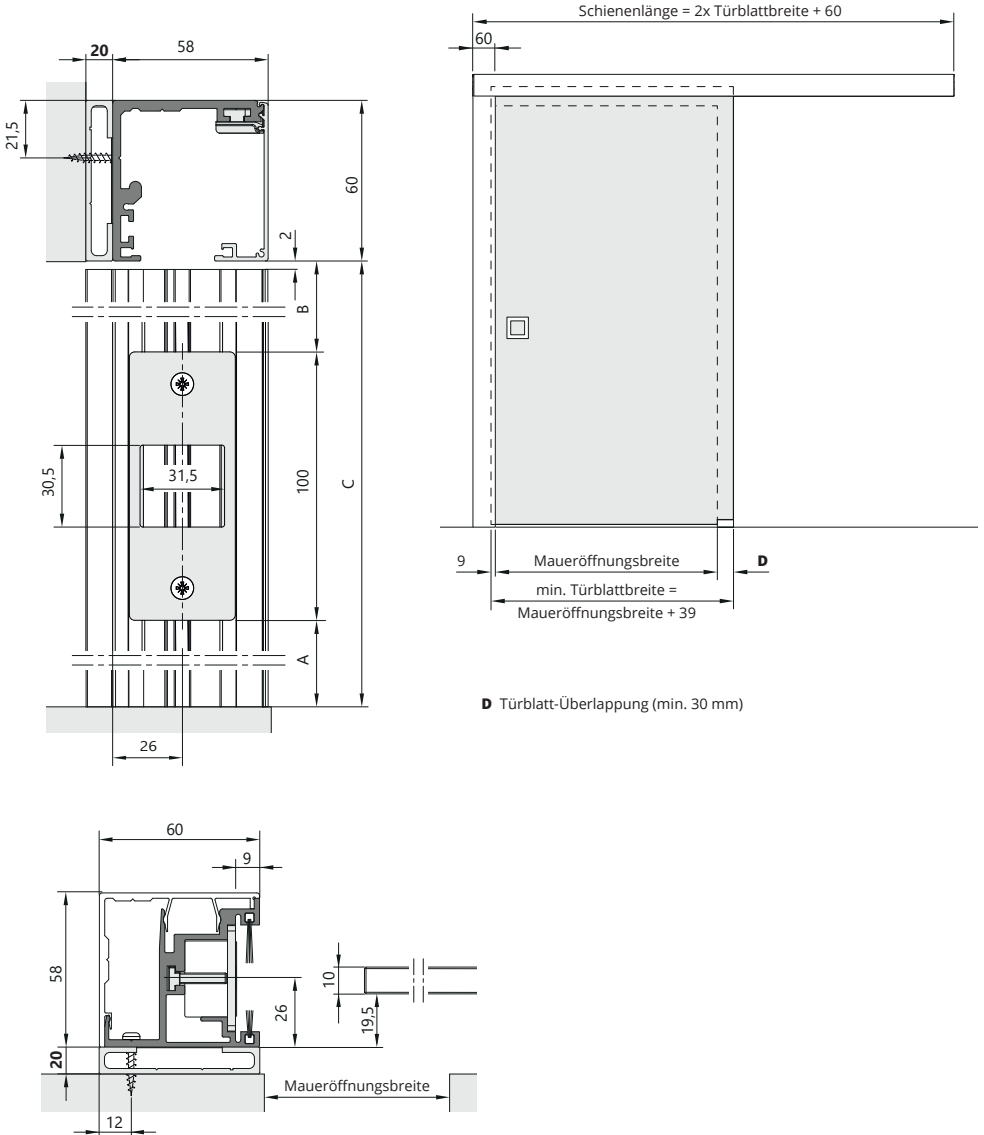 Schienenlänge = 2x Türblattbreite + 60
60
20
58
21,5
60
2
B
30,5
31,5
100
C
A
26
9
Maueröffnungsbreite
D
min. Türblattbreite =
Maueröffnungsbreite + 39
D Türblatt-Überlappung (min. 30 mm)
60
9
58
10
26
19,5
20
Maueröffnungsbreite
12